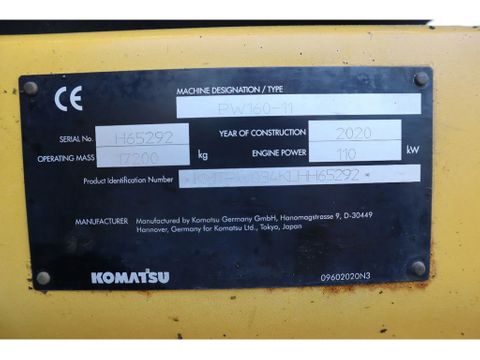 CE
MACHINE DESIGNATION / TYPE
PW160-11
SERIAL No. H65292 YEAR OF CONSTRUCTION 2020
OPERATING MASS 17200 kg ENGINE POWER 110 kW
Product Identification Number
MANUFACTURER Manufactured by Komatsu Germany GmbH, Hanomagstrasse 9, D-30449
Hannover, Germany for Komatsu Ltd., Tokyo, Japan
KOMATSU
09602020N3